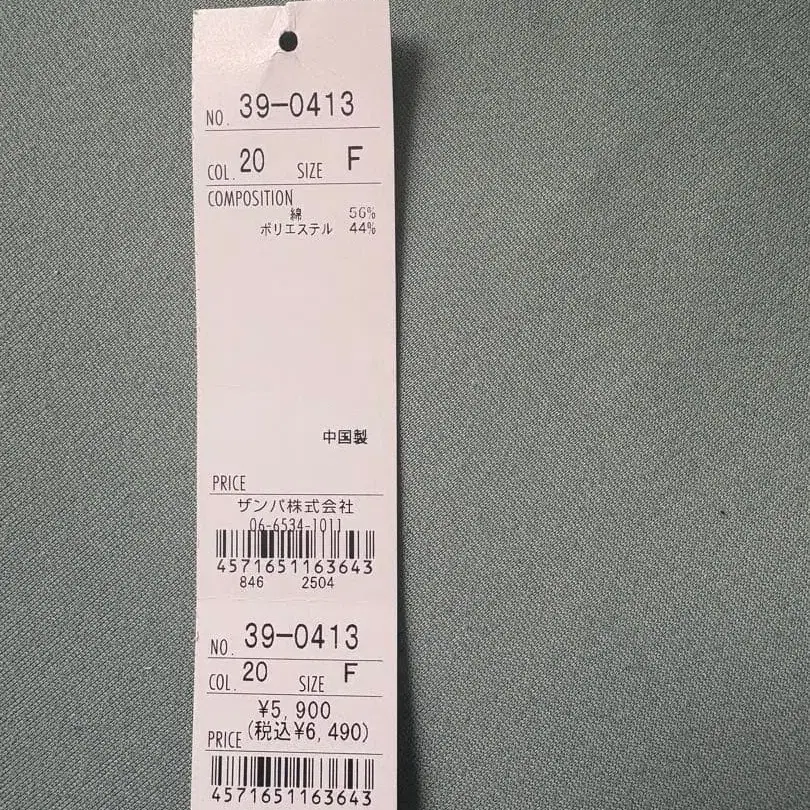 NO. 39-0413
COL. 20 SIZE F
COMPOSITION
綿 56%
ポリエステル 44%
中国製
PRICE
ザンパ株式会社
06-6534-1011
4571651163643
846 2504
NO. 39-0413
COL. 20 SIZE F
¥5,900
PRICE (税込¥6,490)
4571651163643